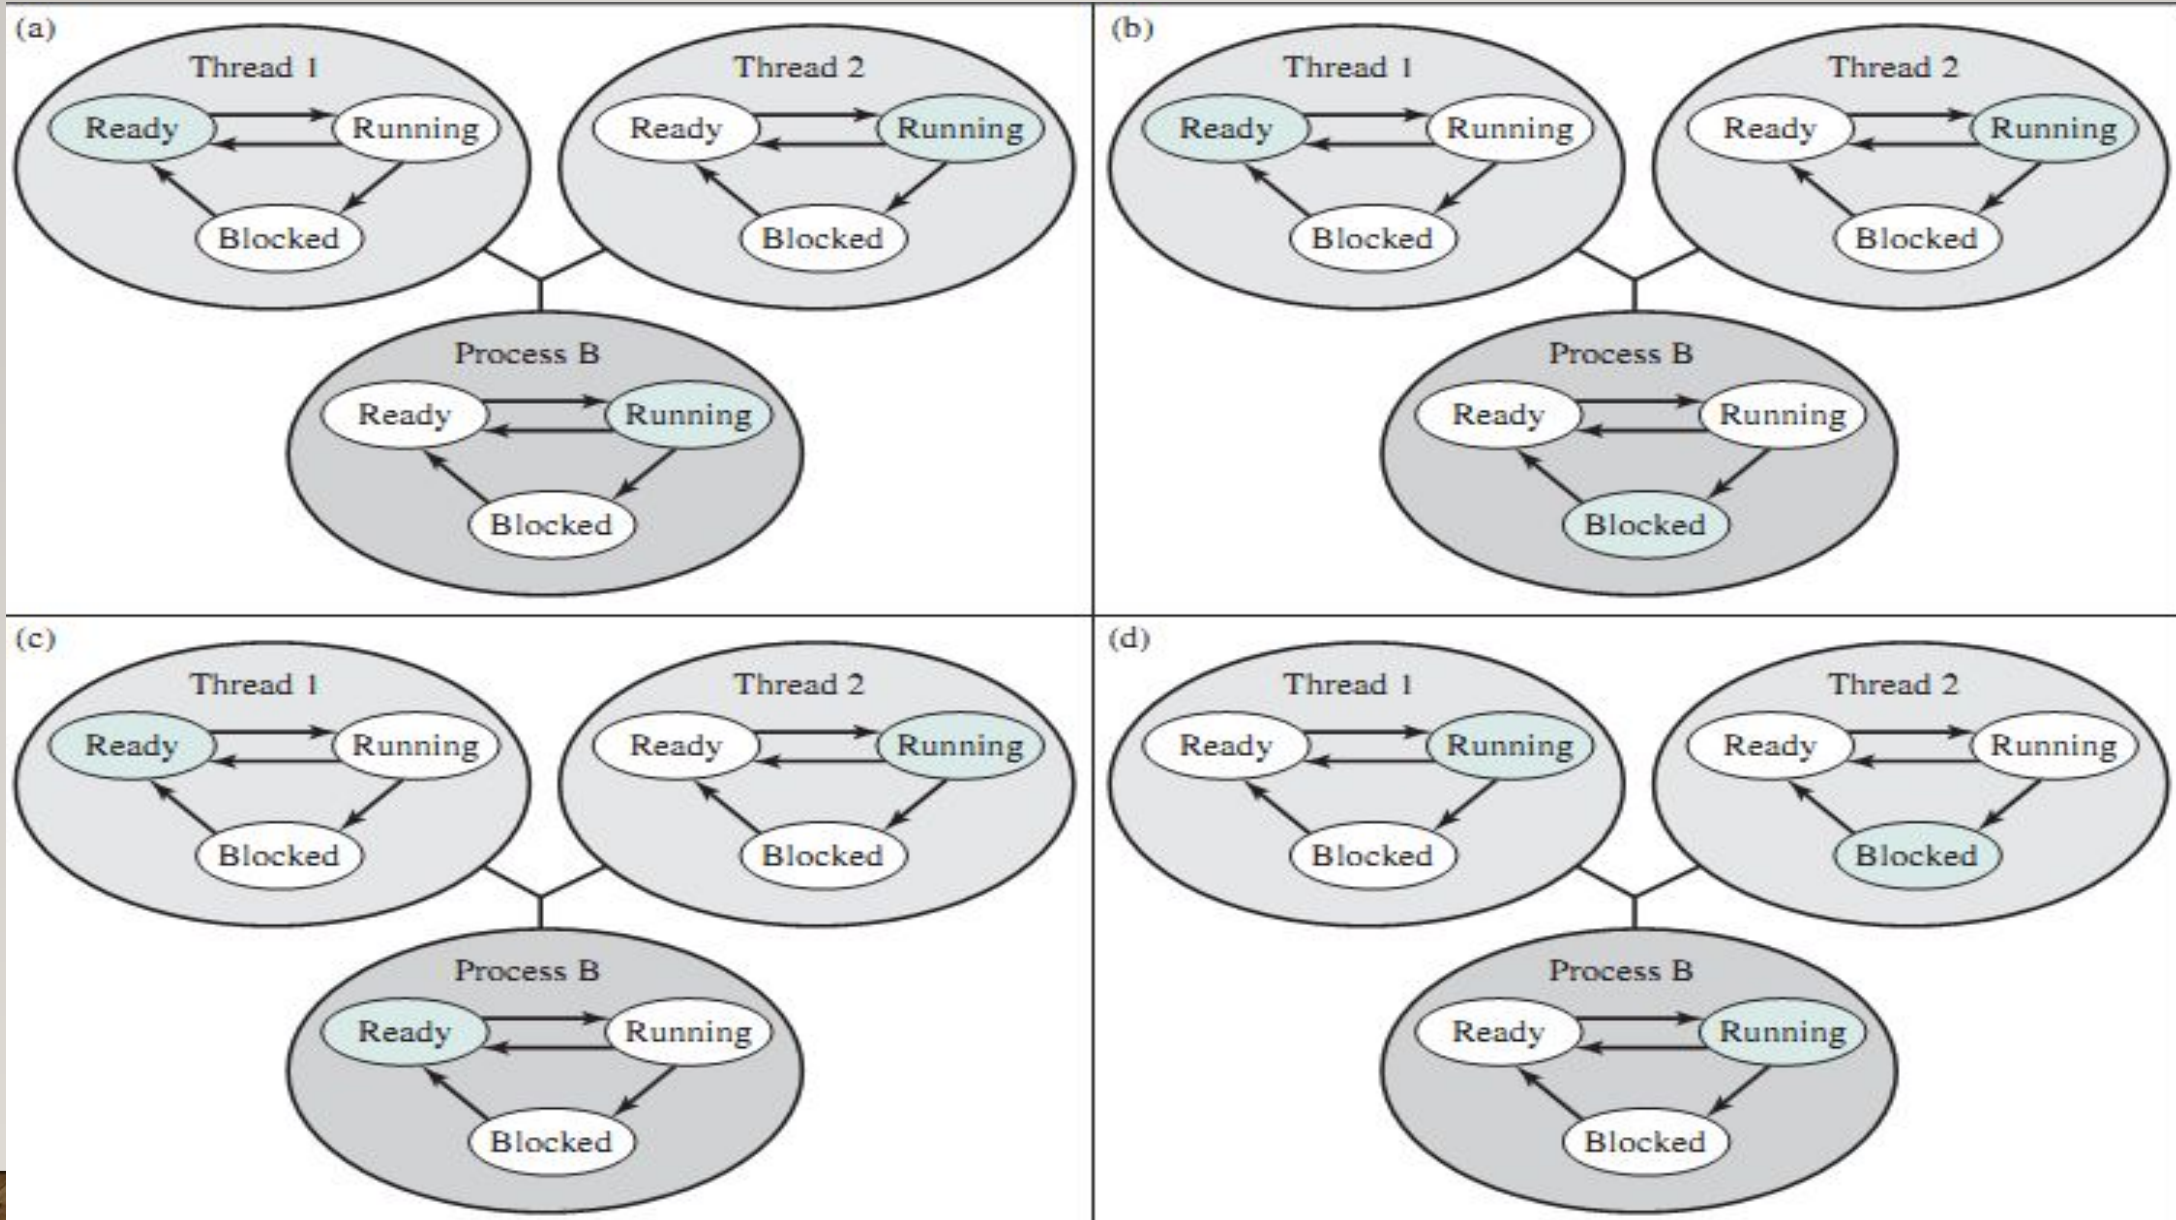 (a)
Thread 1
Ready
Running
Blocked
Thread 2
Ready
Running
Blocked
Process B
Ready
Running
Blocked
(b)
Thread 1
Ready
Running
Blocked
Thread 2
Ready
Running
Blocked
Process B
Ready
Running
Blocked
(c)
Thread 1
Ready
Running
Blocked
Thread 2
Ready
Running
Blocked
Process B
Ready
Running
Blocked
(d)
Thread 1
Ready
Running
Blocked
Thread 2
Ready
Running
Blocked
Process B
Ready
Running
Blocked